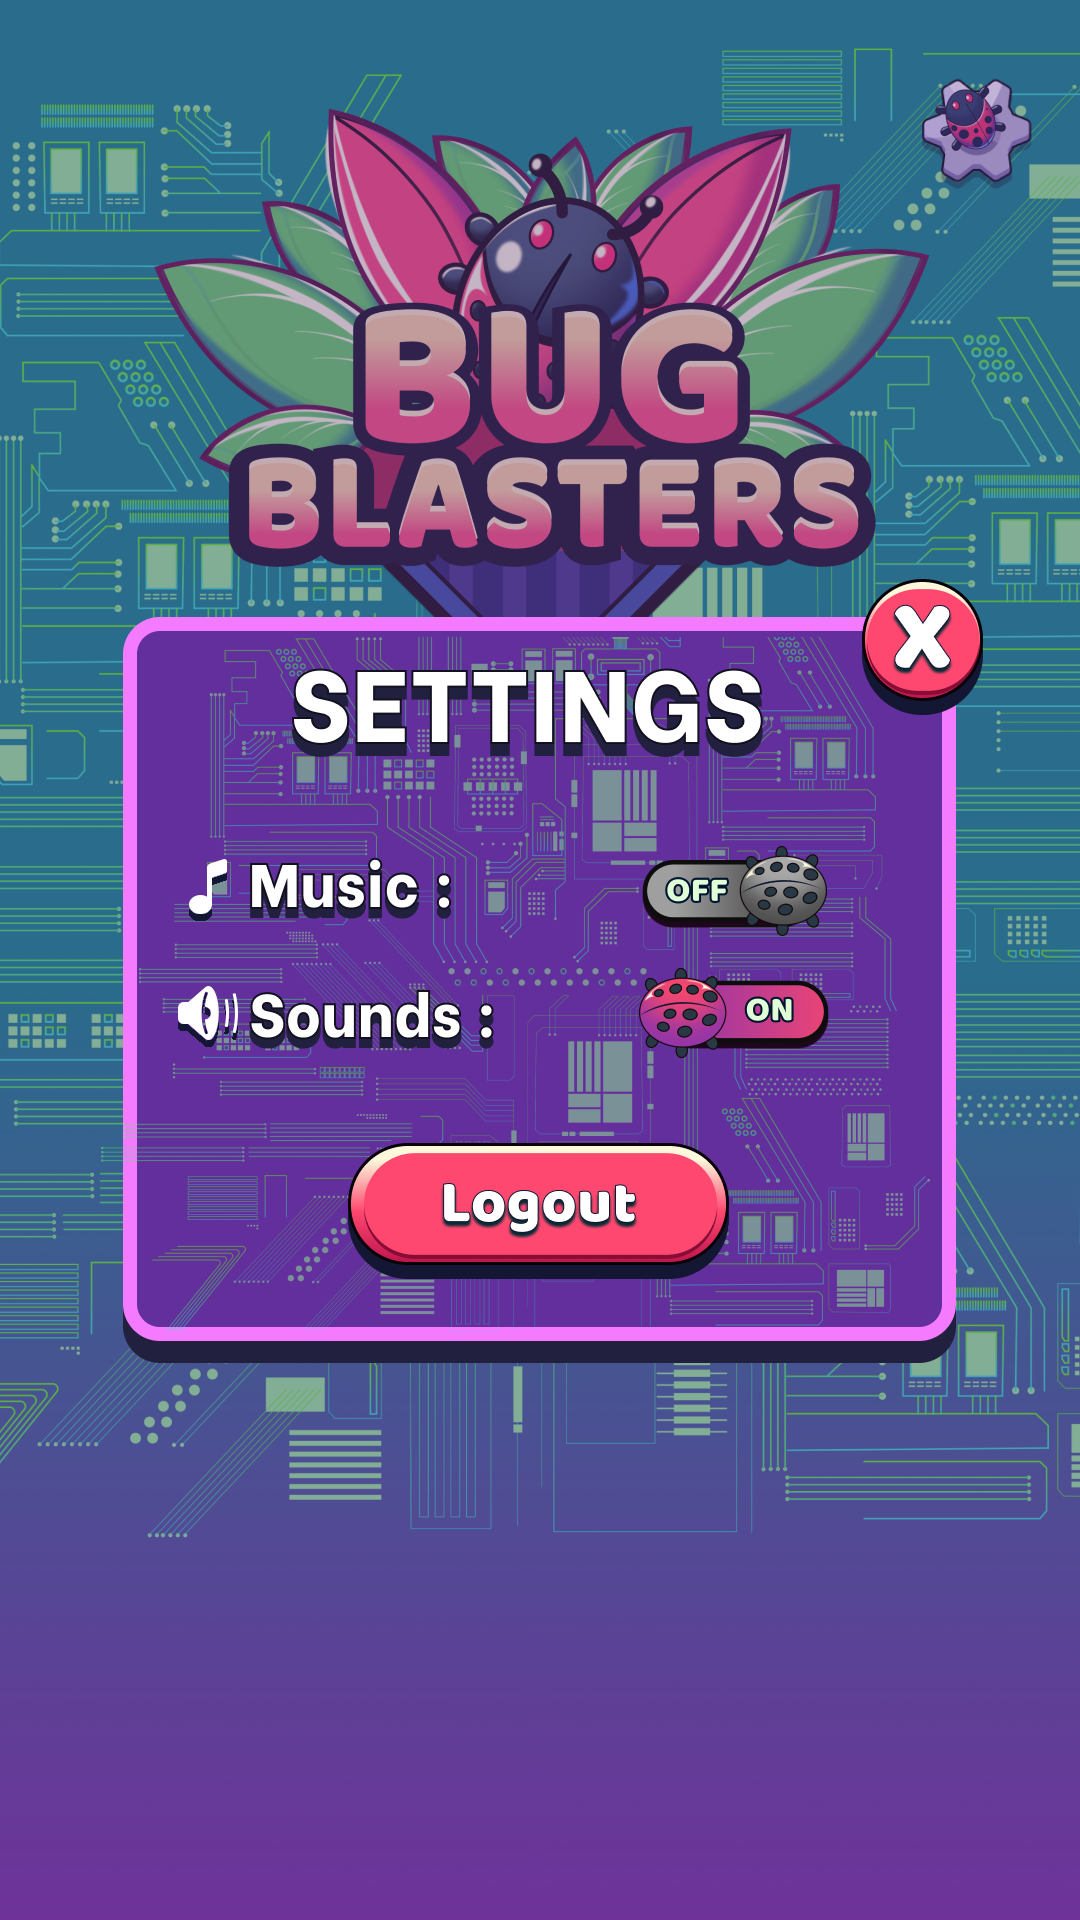 BUG
BLASTERS
X
SETTINGS
Music :
OFF
Sounds :
ON
Logout